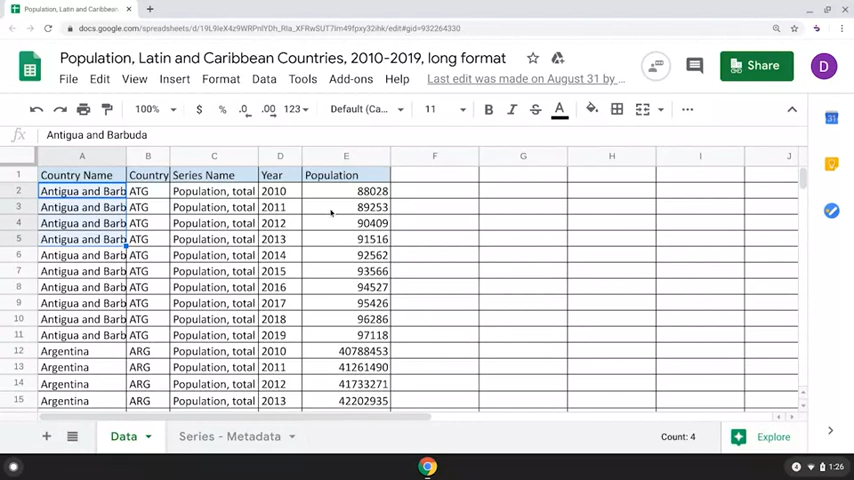 Population, Latin and Caribbean
docs.google.com/spreadsheets/d/19L9leX4z9WRPnlYDh_Rta_XFRwSUT7lm49fpxy32ihk/edit#gid=932264330
Population, Latin and Caribbean Countries, 2010-2019, long format
Share
D
File Edit View Insert Format Data Tools Add-ons Help Last edit was made on August 31 by ...
100% $ % .0 .00 123 Default (Ca... 11 B I S A
fx Antigua and Barbuda
A B C D E F G H I J
1 Country Name Country Series Name Year Population
2 Antigua and Barb ATG Population, total 2010 88028
3 Antigua and Barb ATG Population, total 2011 89253
4 Antigua and Barb ATG Population, total 2012 90409
5 Antigua and Barb ATG Population, total 2013 91516
6 Antigua and Barb ATG Population, total 2014 92562
7 Antigua and Barb ATG Population, total 2015 93566
8 Antigua and Barb ATG Population, total 2016 94527
9 Antigua and Barb ATG Population, total 2017 95426
10 Antigua and Barb ATG Population, total 2018 96286
11 Antigua and Barb ATG Population, total 2019 97118
12 Argentina ARG Population, total 2010 40788453
13 Argentina ARG Population, total 2011 41261490
14 Argentina ARG Population, total 2012 41733271
15 Argentina ARG Population, total 2013 42202935
Data Series - Metadata Count: 4 Explore
31
4 1:26